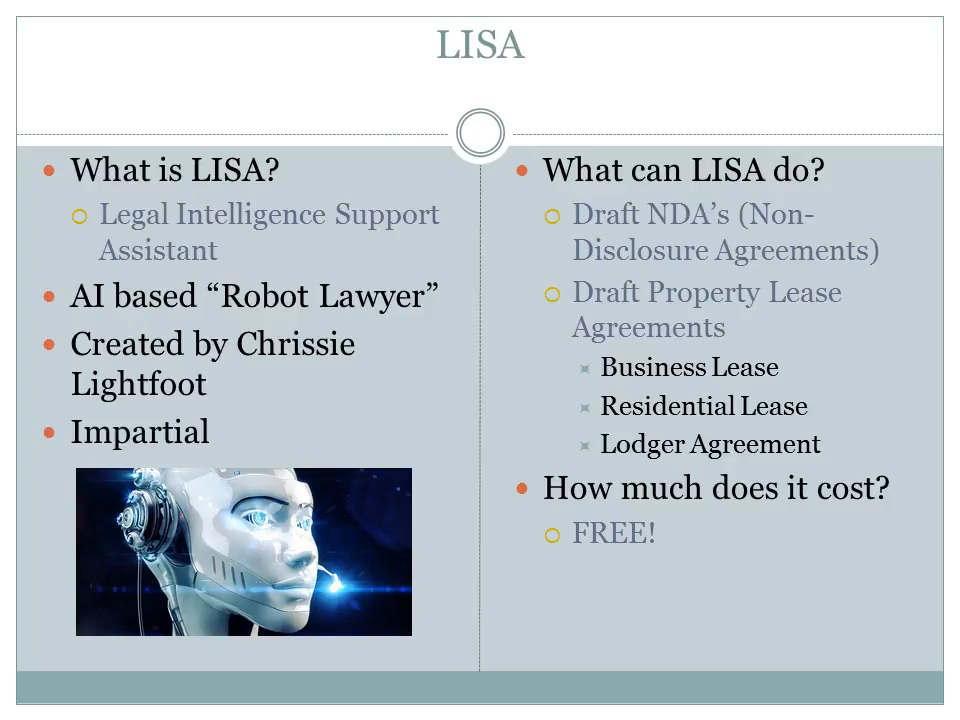 LISA
What is LISA?
Legal Intelligence Support
Assistant
AI based “Robot Lawyer”
Created by Chrissie
Lightfoot
Impartial
What can LISA do?
Draft NDA’s (Non-
Disclosure Agreements)
Draft Property Lease
Agreements
Business Lease
Residential Lease
Lodger Agreement
How much does it cost?
FREE!